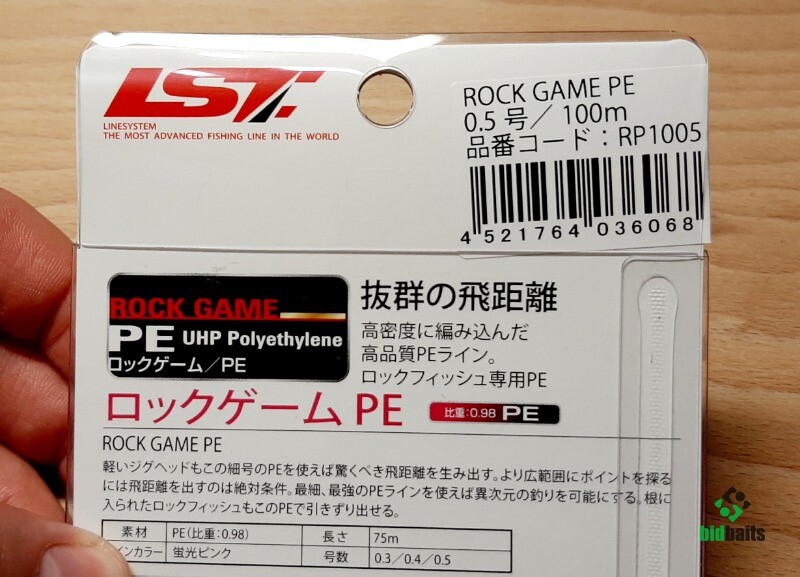 LST.
LINESYSTEM
THE MOST ADVANCED FISHING LINE IN THE WORLD
ROCK GAME PE
0.5 号／ 100m
品番コード：RP1005
4 521764 036068
ROCK GAME
PE UHP Polyethylene
ロックゲーム／PE
抜群の飛距離
高密度に編み込んだ
高品質PEライン。
ロックフィッシュ専用PE
ロックゲーム PE 比重:0.98 PE
ROCK GAME PE
軽いジグヘッドもこの細号のPEを使えば驚くべき飛距離を生み出す。より広範囲にポイントを探る
には飛距離を出すのは絶対条件。最細、最強のPEラインを使えば異次元の釣りを可能にする。根に
入られたロックフィッシュもこのPEで引きずり出せる。
素材 PE(比重:0.98) 長さ 75m
インカラー 蛍光ピンク 号数 0.3／0.4／0.5
bidbaits